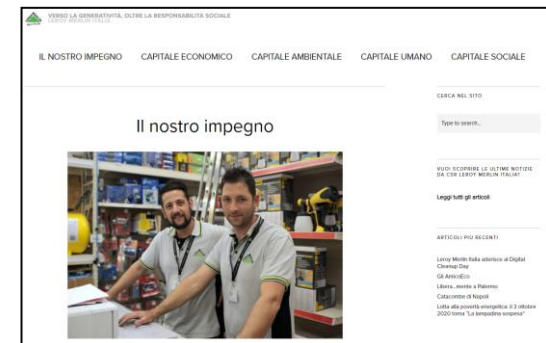 VERSO LA GENERATIVITÀ, OLTRE LA RESPONSABILITÀ SOCIALE
LEROY MERLIN ITALIA
IL NOSTRO IMPEGNO
CAPITALE ECONOMICO
CAPITALE AMBIENTALE
CAPITALE UMANO
CAPITALE SOCIALE
Il nostro impegno
CERCA NEL SITO
Type to search...
VUOI SCOPRIRE LE ULTIME NOTIZIE
DA CSR LEROY MERLIN ITALIA?
Leggi tutti gli articoli
ARTICOLI PIÙ RECENTI
Leroy Merlin Italia aderisce al Digital
Cleanup Day
Gli AmicoEco
Libera...mente a Palermo
Catacombe di Napoli
Lotta alla povertà energetica: il 3 ottobre
2020 torna "La lampadina sospesa"